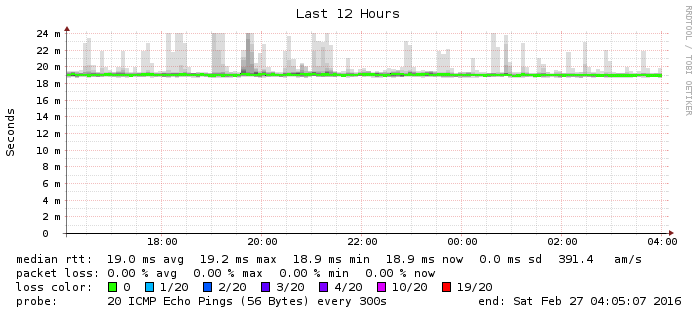 Last 12 Hours
RRDTOOL / TOBI OETIKER
Seconds
24 m
22 m
20 m
18 m
16 m
14 m
12 m
10 m
8 m
6 m
4 m
2 m
0
18:00 20:00 22:00 00:00 02:00 04:00
median rtt: 19.0 ms avg 19.2 ms max 18.9 ms min 18.9 ms now 0.0 ms sd 391.4 am/s
packet loss: 0.00 % avg 0.00 % max 0.00 % min 0.00 % now
loss color: 0 1/20 2/20 3/20 4/20 10/20 19/20
probe: 20 ICMP Echo Pings (56 Bytes) every 300s end: Sat Feb 27 04:05:07 2016